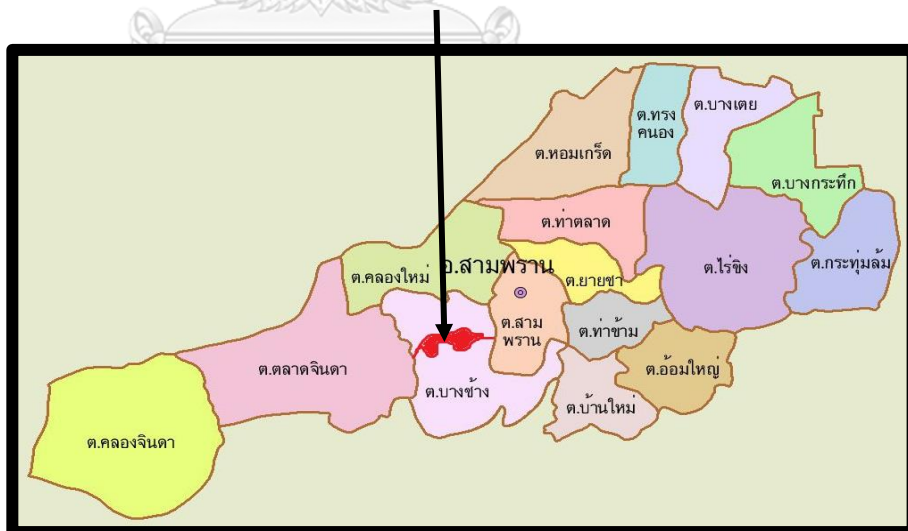 ต.บางเตย
ต.ทรง
คนอง
ต.หอมเกร็ด
ต.บางกระทึก
ต.ท่าตลาด
อ.สามพราน
ต.คลองใหม่
ต.ยายชา
ต.ไร่ขิง
ต.กระทุ่มล้ม
ต.สาม
พราน
ต.ท่าข้าม
ต.ตลาดจินดา
ต.บางช้าง
ต.อ้อมใหญ่
ต.บ้านใหม่
ต.คลองจินดา